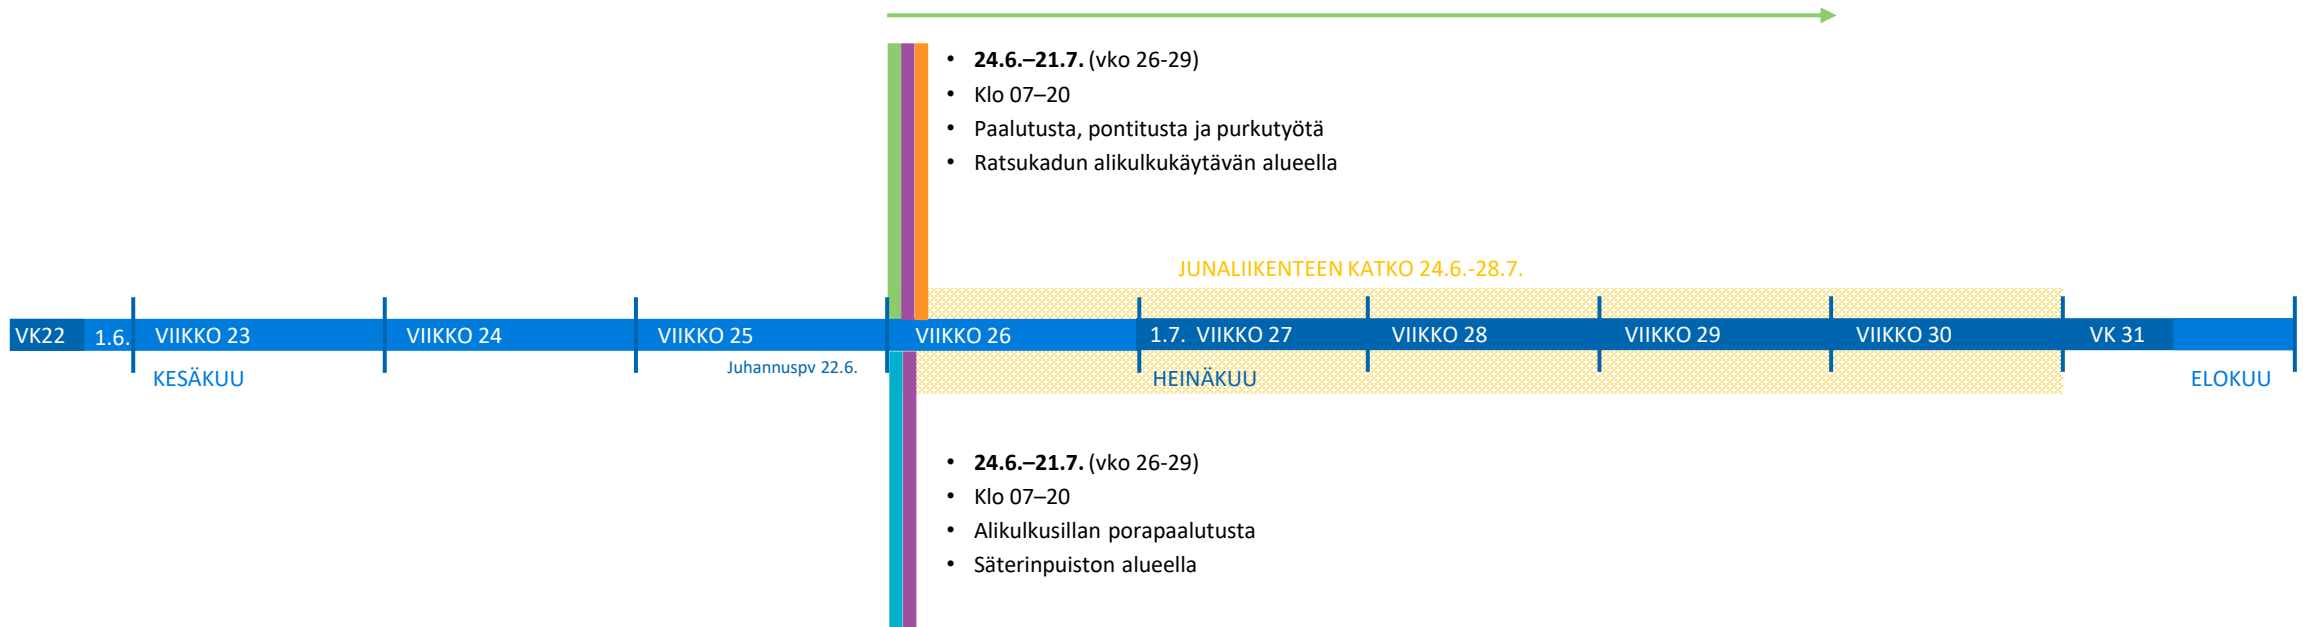 • 24.6.–21.7. (vko 26-29)
• Klo 07–20
• Paalutusta, pontitusta ja purkutyötä
• Ratsukadun alikulkukäytävän alueella
JUNALIIKENTEEN KATKO 24.6.-28.7.
VK22 1.6. VIIKKO 23 VIIKKO 24 VIIKKO 25 VIIKKO 26 1.7. VIIKKO 27 VIIKKO 28 VIIKKO 29 VIIKKO 30 VK 31
Juhannuspv 22.6.
KESÄKUU HEINÄKUU ELOKUU
• 24.6.–21.7. (vko 26-29)
• Klo 07–20
• Alikulkusillan porapaalutusta
• Säterinpuiston alueella